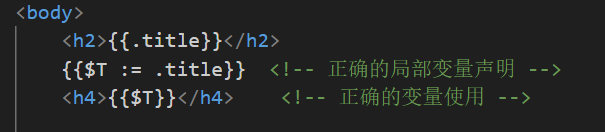 <body>
<h2>{{.title}}</h2>
{{$T := .title}} <!-- 正确的局部变量声明 -->
<h4>{{$T}}</h4> <!-- 正确的变量使用 -->